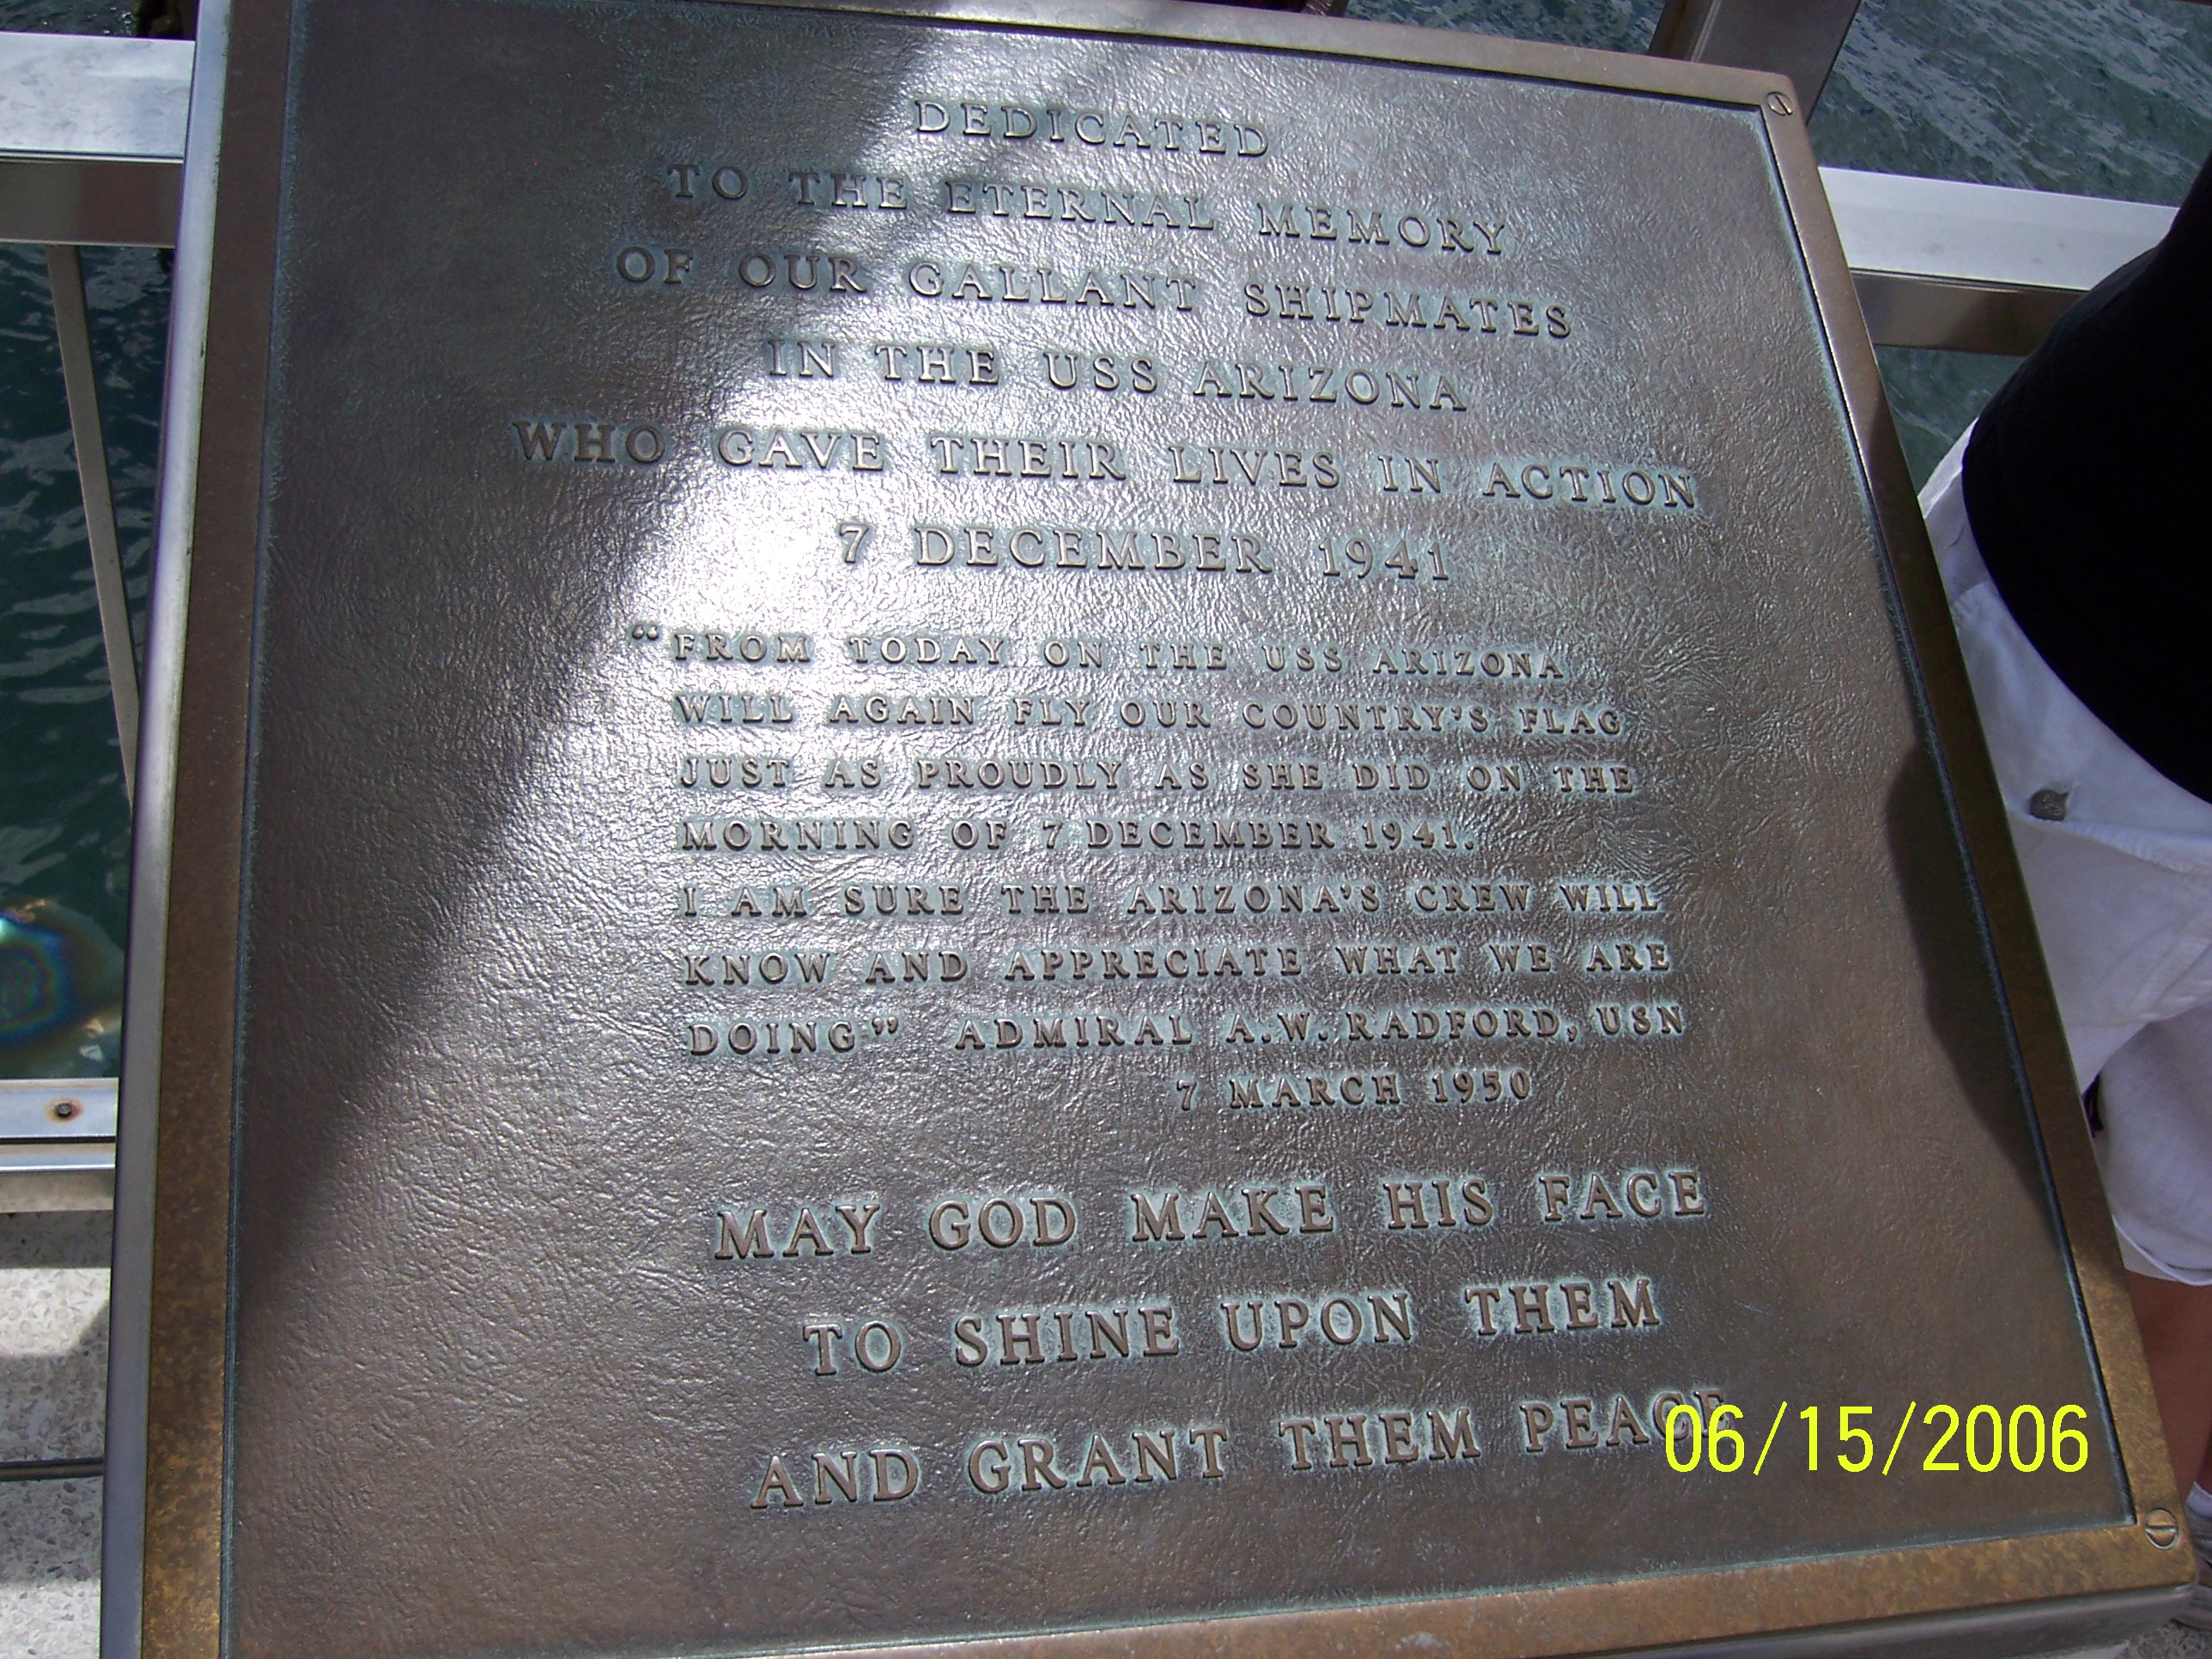 DEDICATED
TO THE ETERNAL MEMORY
OF OUR GALLANT SHIPMATES
IN THE USS ARIZONA
WHO GAVE THEIR LIVES IN ACTION
7 DECEMBER 1941
“FROM TODAY ON THE USS ARIZONA
WILL AGAIN FLY OUR COUNTRY’S FLAG
JUST AS PROUDLY AS SHE DID ON THE
MORNING OF 7 DECEMBER 1941.
I AM SURE THE ARIZONA’S CREW WILL
KNOW AND APPRECIATE WHAT WE ARE
DOING” ADMIRAL A.W. RADFORD, USN
7 MARCH 1950
MAY GOD MAKE HIS FACE
TO SHINE UPON THEM
AND GRANT THEM PEACE
06/15/2006